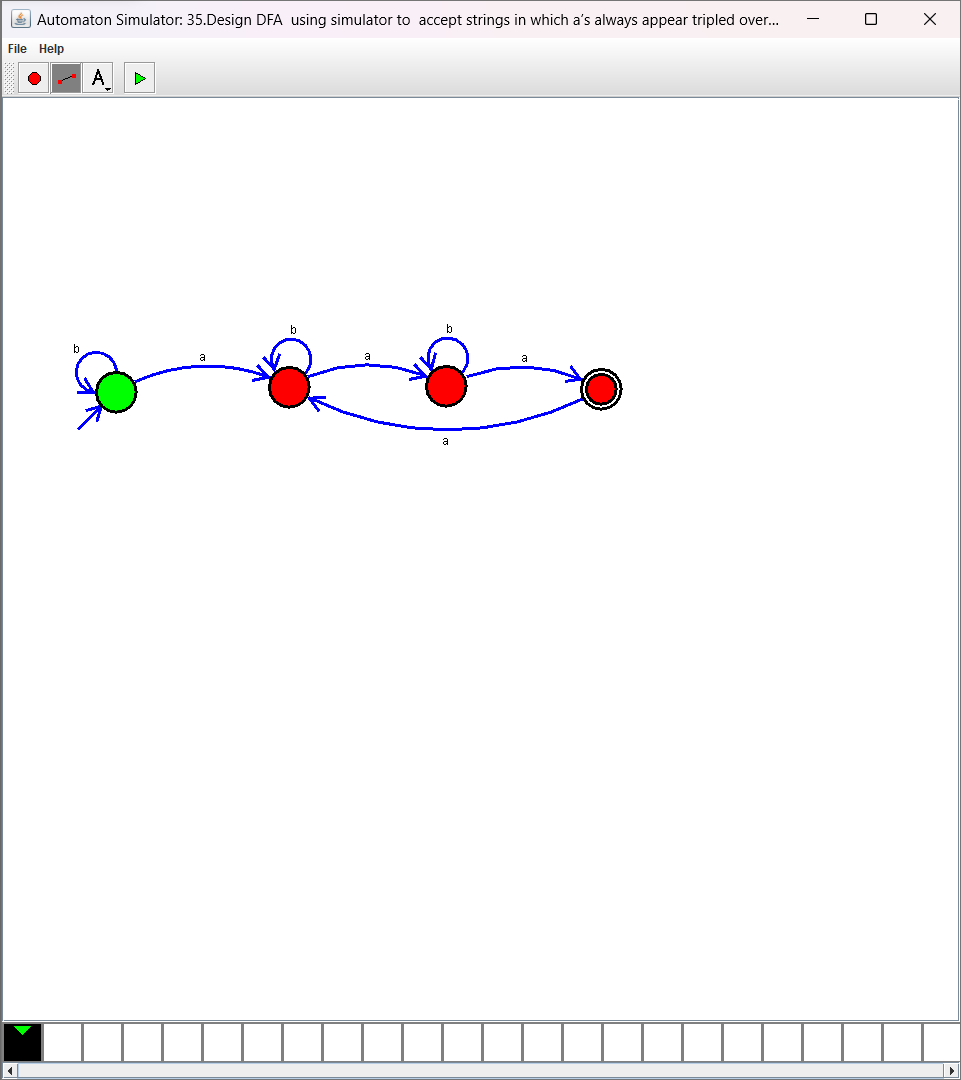 Automaton Simulator: 35.Design DFA  using simulator to  accept strings in which a’s always appear tripled over...
File Help
A
b
b
b
a
a
a
a